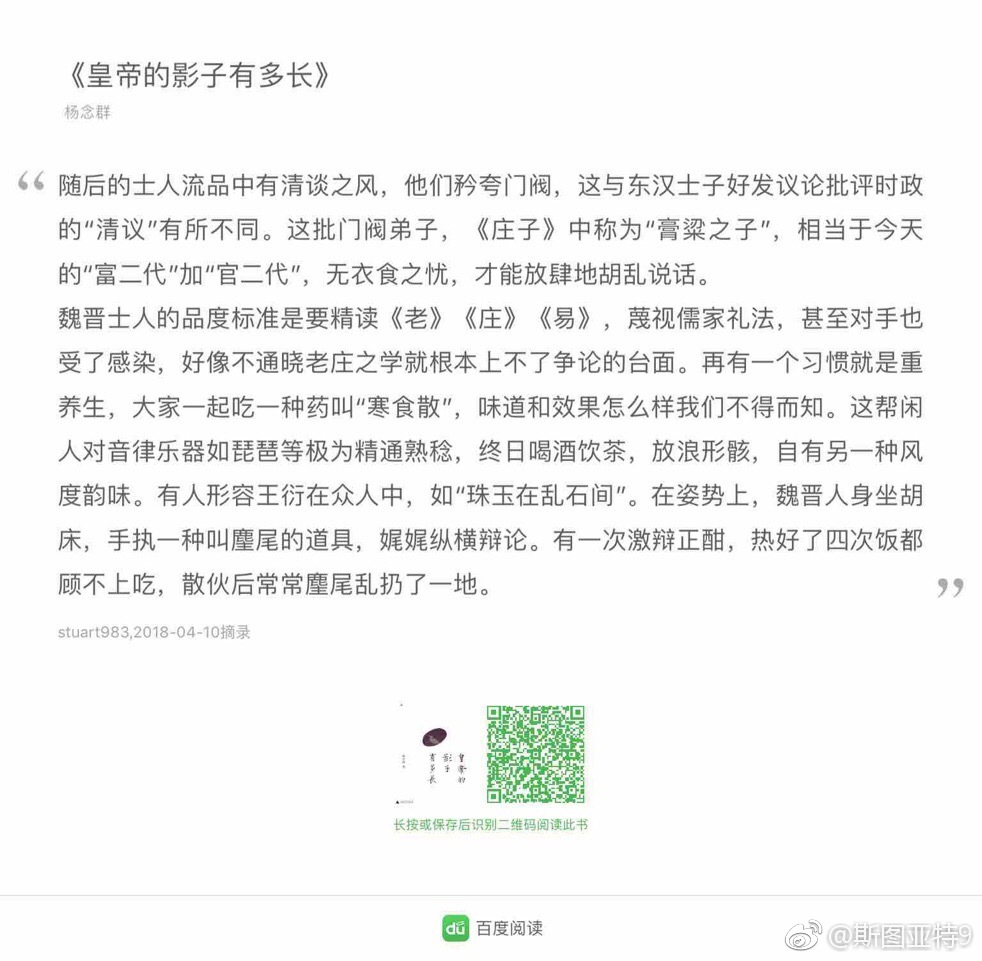 《皇帝的影子有多长》
杨念群
“随后的士人流品中有清谈之风，他们矜夸门阀，这与东汉士子好发议论批评时政
的“清议”有所不同。这批门阀弟子，《庄子》中称为“膏粱之子”，相当于今天
的“富二代”加“官二代”，无衣食之忧，才能放肆地胡乱说话。
魏晋士人的品度标准是要精读《老》《庄》《易》，蔑视儒家礼法，甚至对手也
受了感染，好像不通晓老庄之学就根本上不了争论的台面。再有一个习惯就是重
养生，大家一起吃一种药叫“寒食散”，味道和效果怎么样我们不得而知。这帮闲
人对音律乐器如琵琶等极为精通熟稔，终日喝酒饮茶，放浪形骸，自有另一种风
度韵味。有人形容王衍在众人中，如“珠玉在乱石间”。在姿势上，魏晋人身坐胡
床，手执一种叫麈尾的道具，娓娓纵横辩论。有一次激辩正酣，热好了四次饭都
顾不上吃，散伙后常常麈尾乱扔了一地。”
stuart983,2018-04-10摘录
皇帝的
影子
有多长
长按或保存后识别二维码阅读此书
du 百度阅读
@斯图亚特9